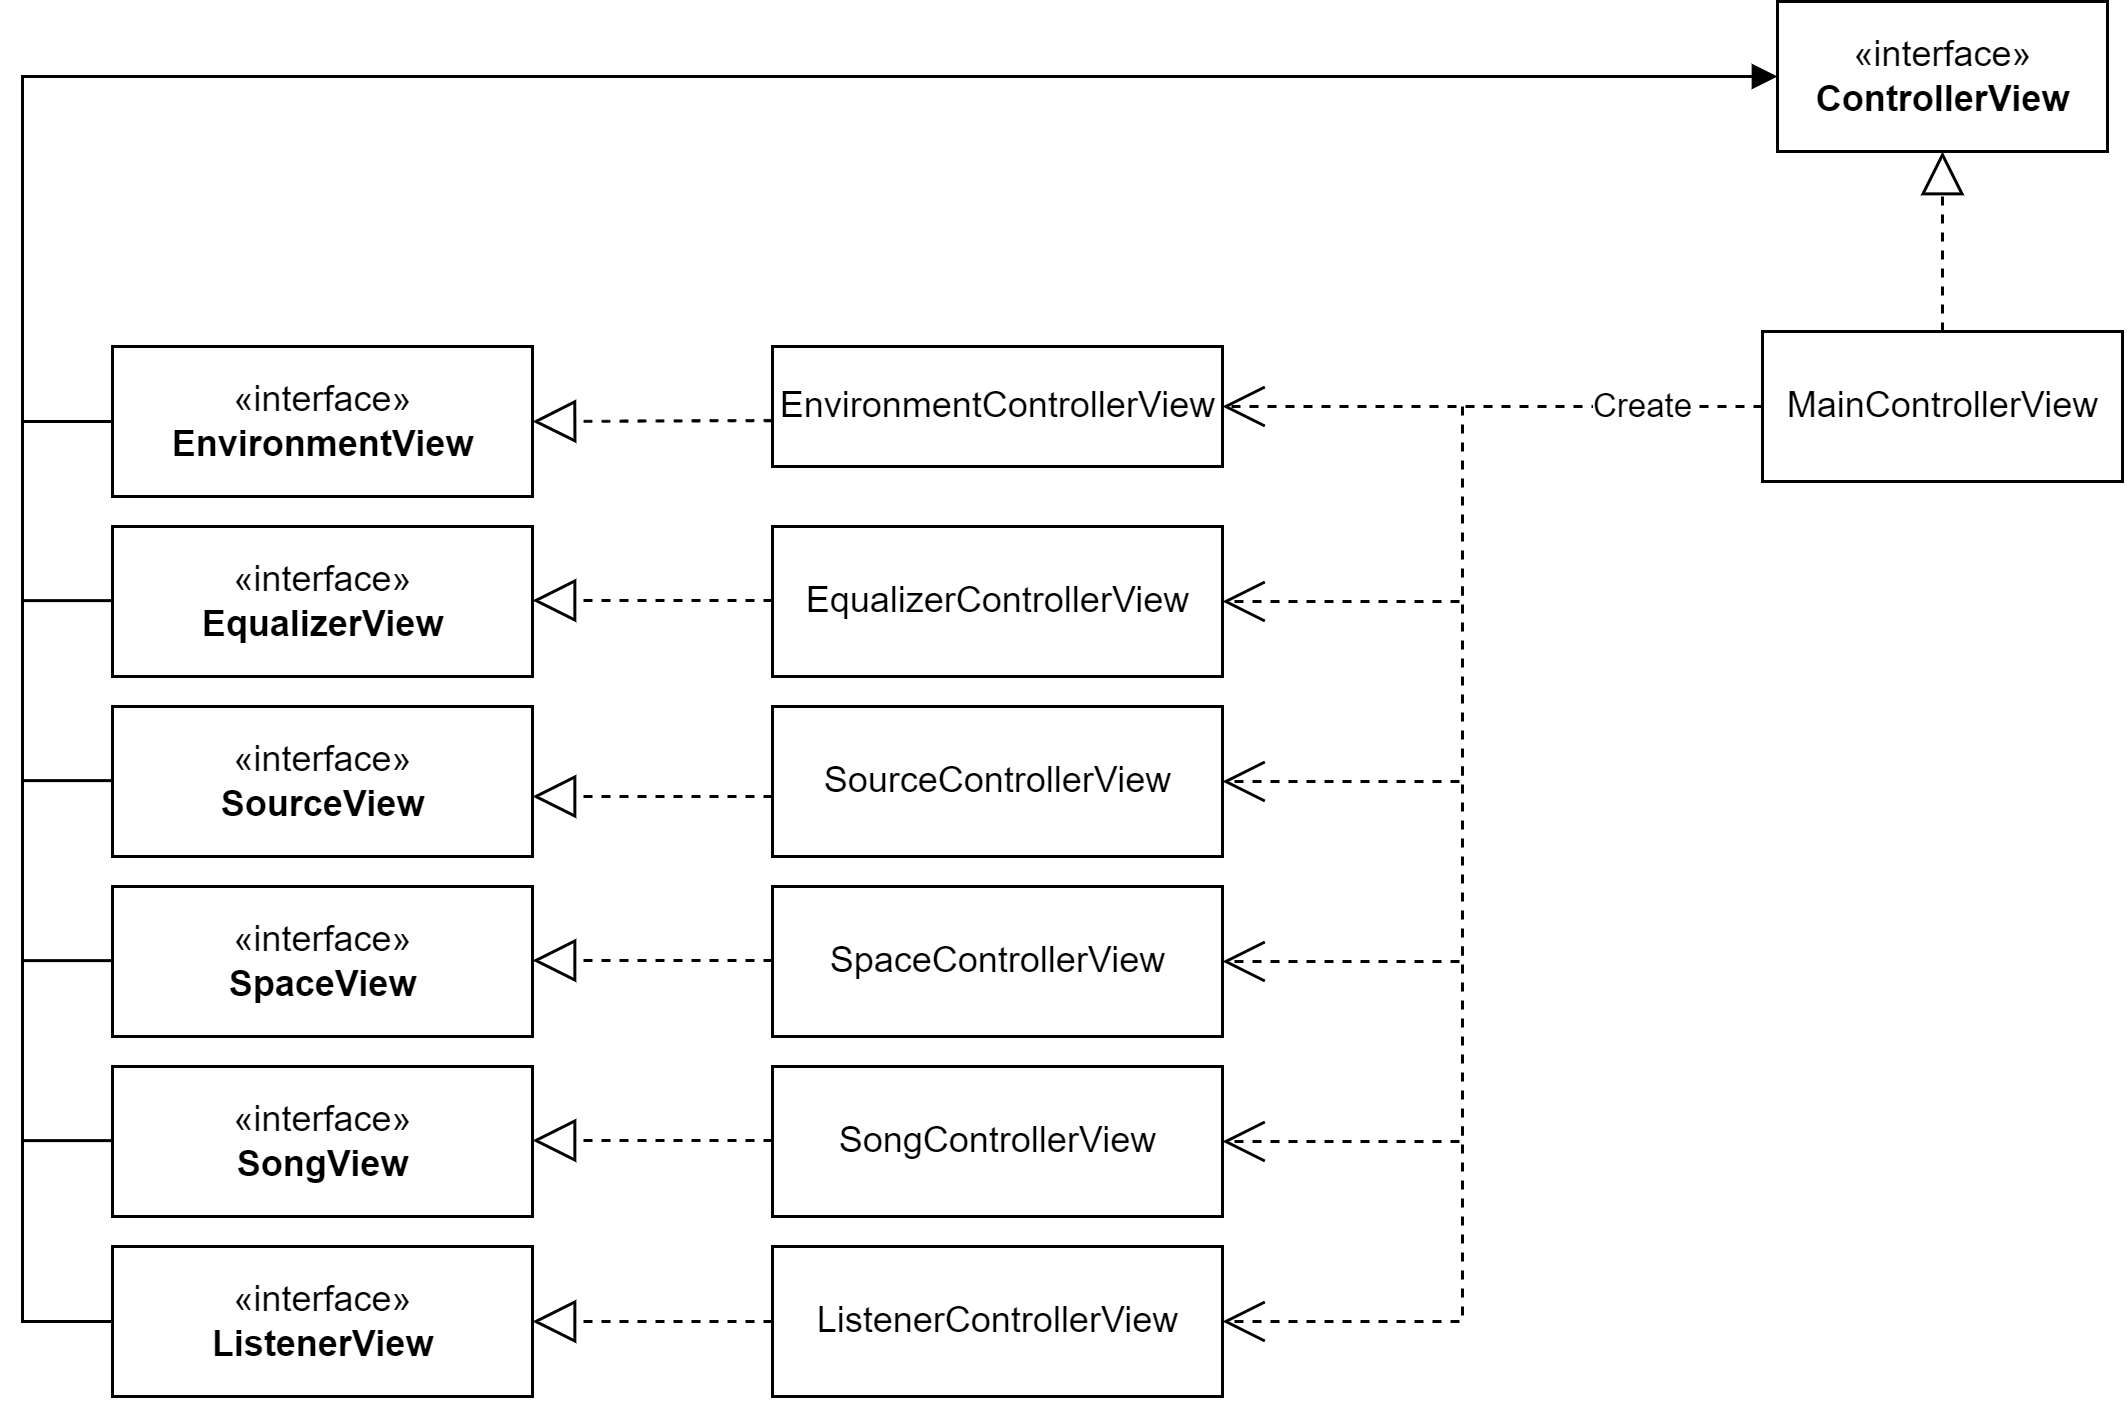 «interface»
ControllerView
«interface»
EnvironmentView
EnvironmentControllerView
Create
MainControllerView
«interface»
EqualizerView
EqualizerControllerView
«interface»
SourceView
SourceControllerView
«interface»
SpaceView
SpaceControllerView
«interface»
SongView
SongControllerView
«interface»
ListenerView
ListenerControllerView